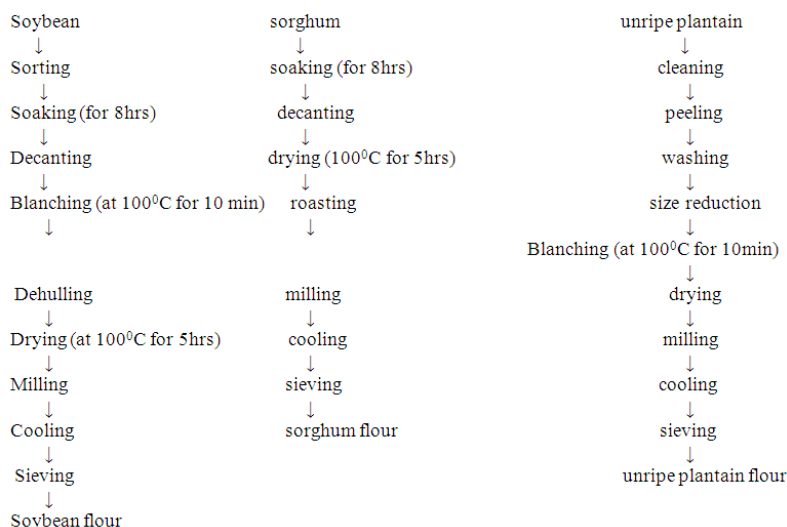 Soybean sorghum unripe plantain
↓ ↓ ↓
Sorting soaking (for 8hrs) cleaning
↓ ↓ ↓
Soaking (for 8hrs) decanting peeling
↓ ↓ ↓
Decanting drying (100⁰C for 5hrs) washing
↓ ↓ ↓
Blanching (at 100⁰C for 10 min) roasting size reduction
↓ ↓ ↓
Blanching (at 100⁰C for 10min)
↓
Dehulling milling drying
↓ ↓ ↓
Drying (at 100⁰C for 5hrs) cooling milling
↓ ↓ ↓
Milling sieving cooling
↓ ↓ ↓
Cooling sorghum flour sieving
↓ ↓
Sieving unripe plantain flour
↓
Soybean flour